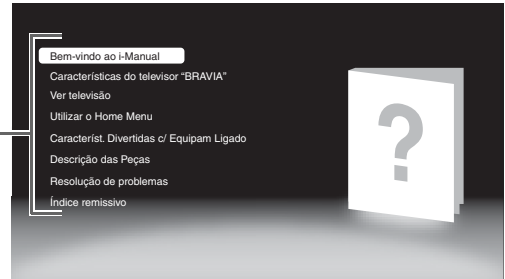 Bem-vindo ao i-Manual
Características do televisor “BRAVIA”
Ver televisão
Utilizar o Home Menu
Característ. Divertidas c/ Equipam Ligado
Descrição das Peças
Resolução de problemas
Índice remissivo
?